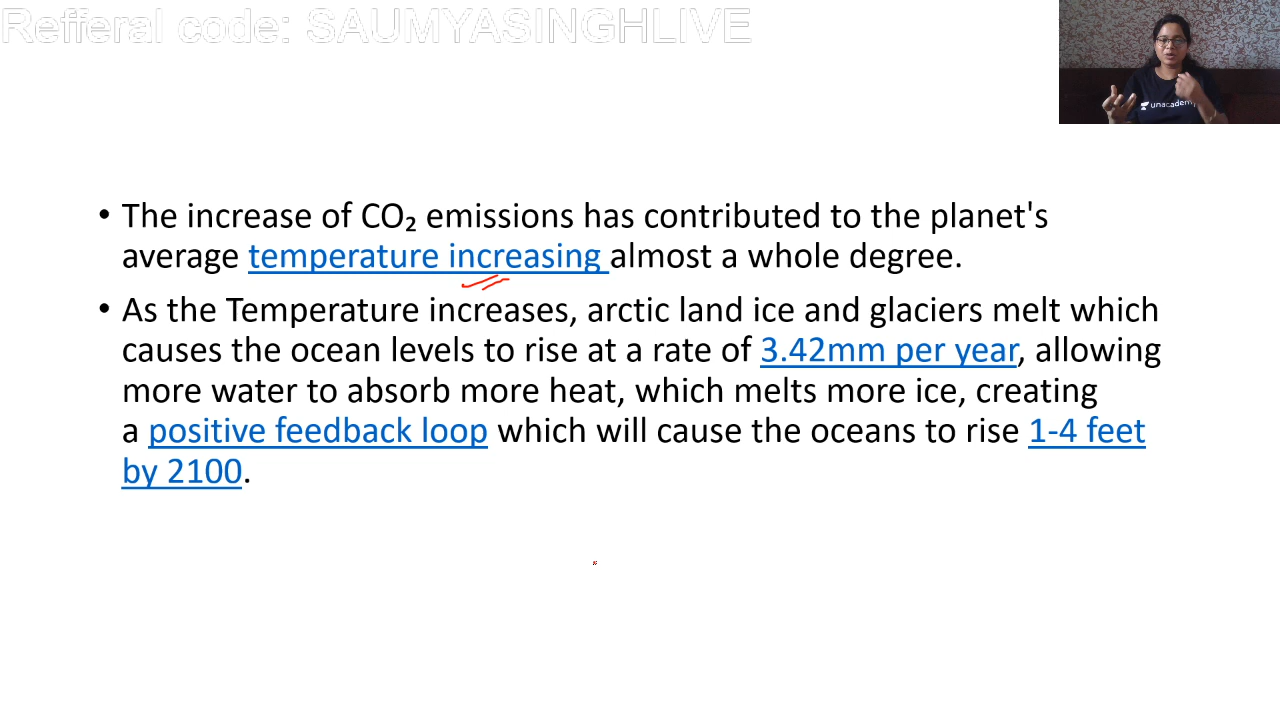 Refferal code: SAUMYASINGHLIVE
unacademy
• The increase of CO₂ emissions has contributed to the planet's
average temperature increasing almost a whole degree.
• As the Temperature increases, arctic land ice and glaciers melt which
causes the ocean levels to rise at a rate of 3.42mm per year, allowing
more water to absorb more heat, which melts more ice, creating
a positive feedback loop which will cause the oceans to rise 1-4 feet
by 2100.